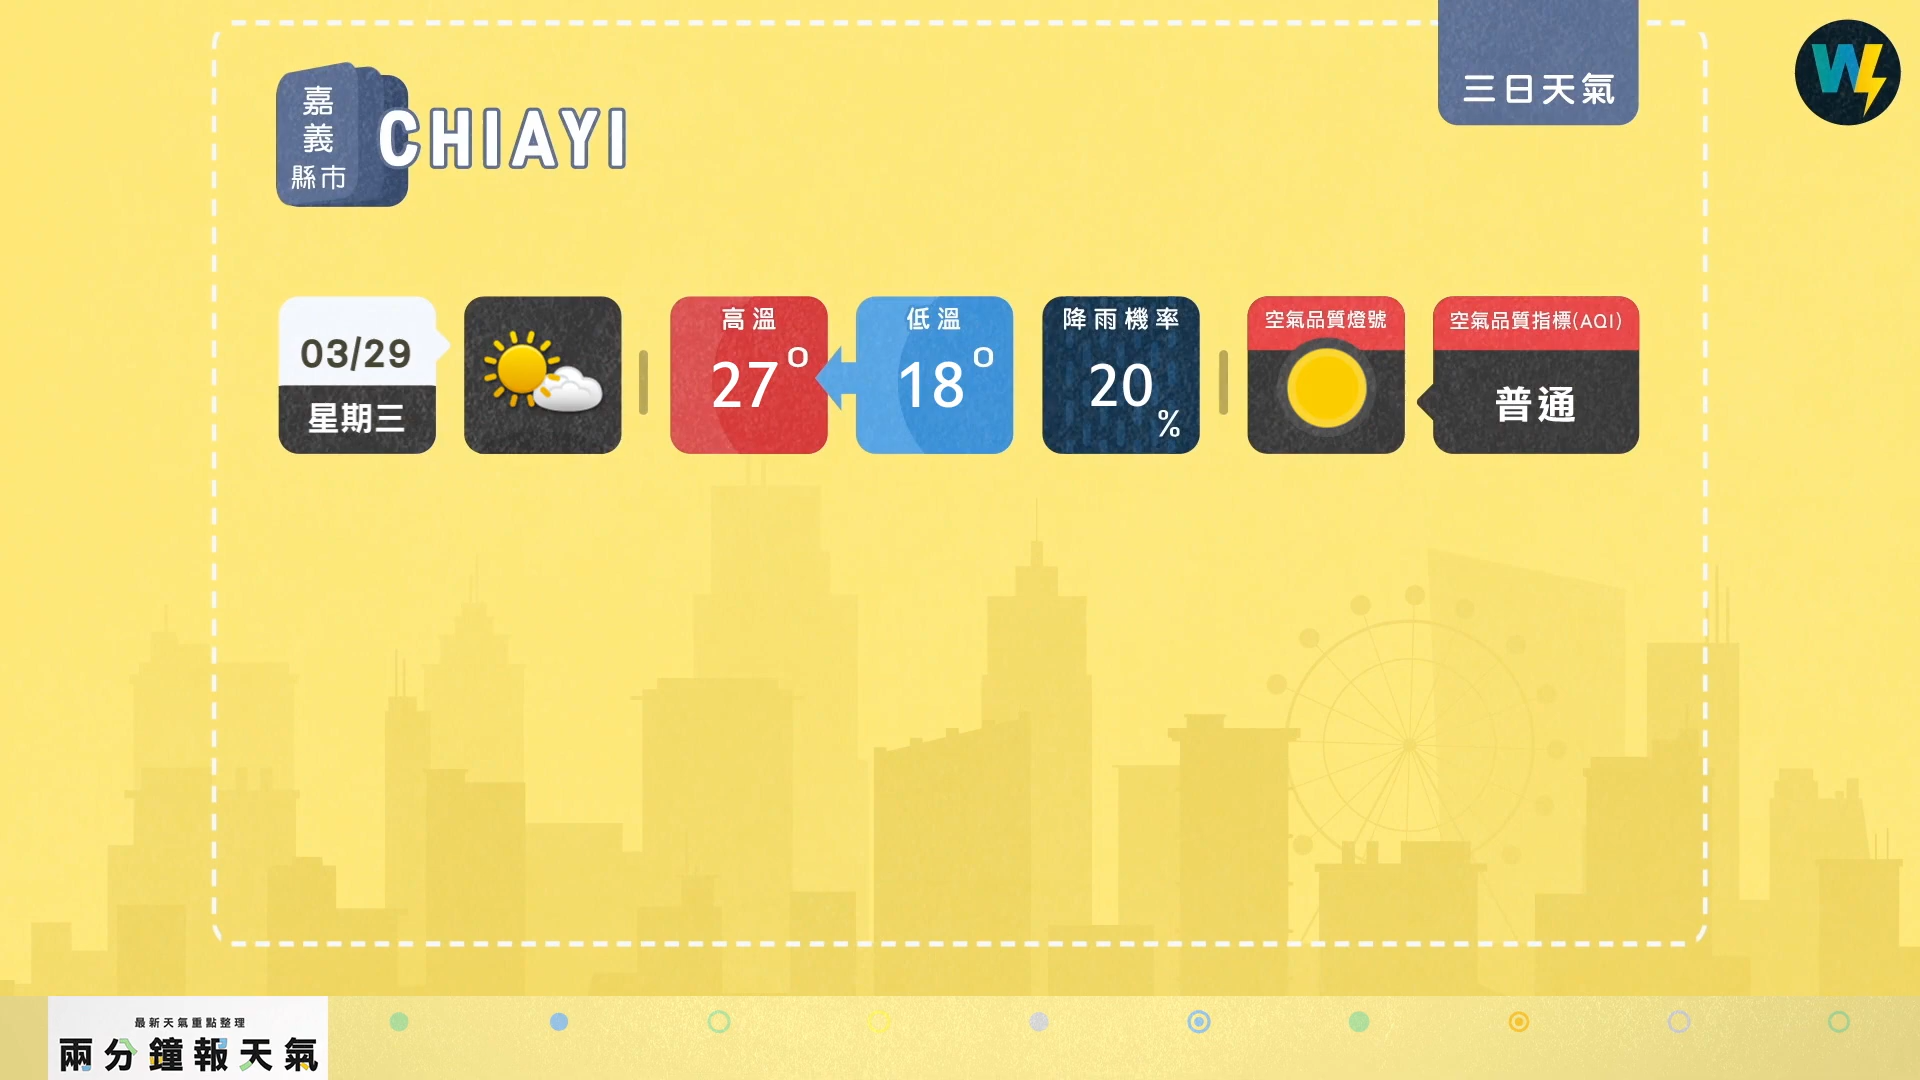 嘉義縣市
CHIAYI
三日天氣
W
03/29
星期三
高溫
27°
低溫
18°
降雨機率
20%
空氣品質燈號
空氣品質指標(AQI)
普通
最新天氣重點整理
兩分鐘報天氣